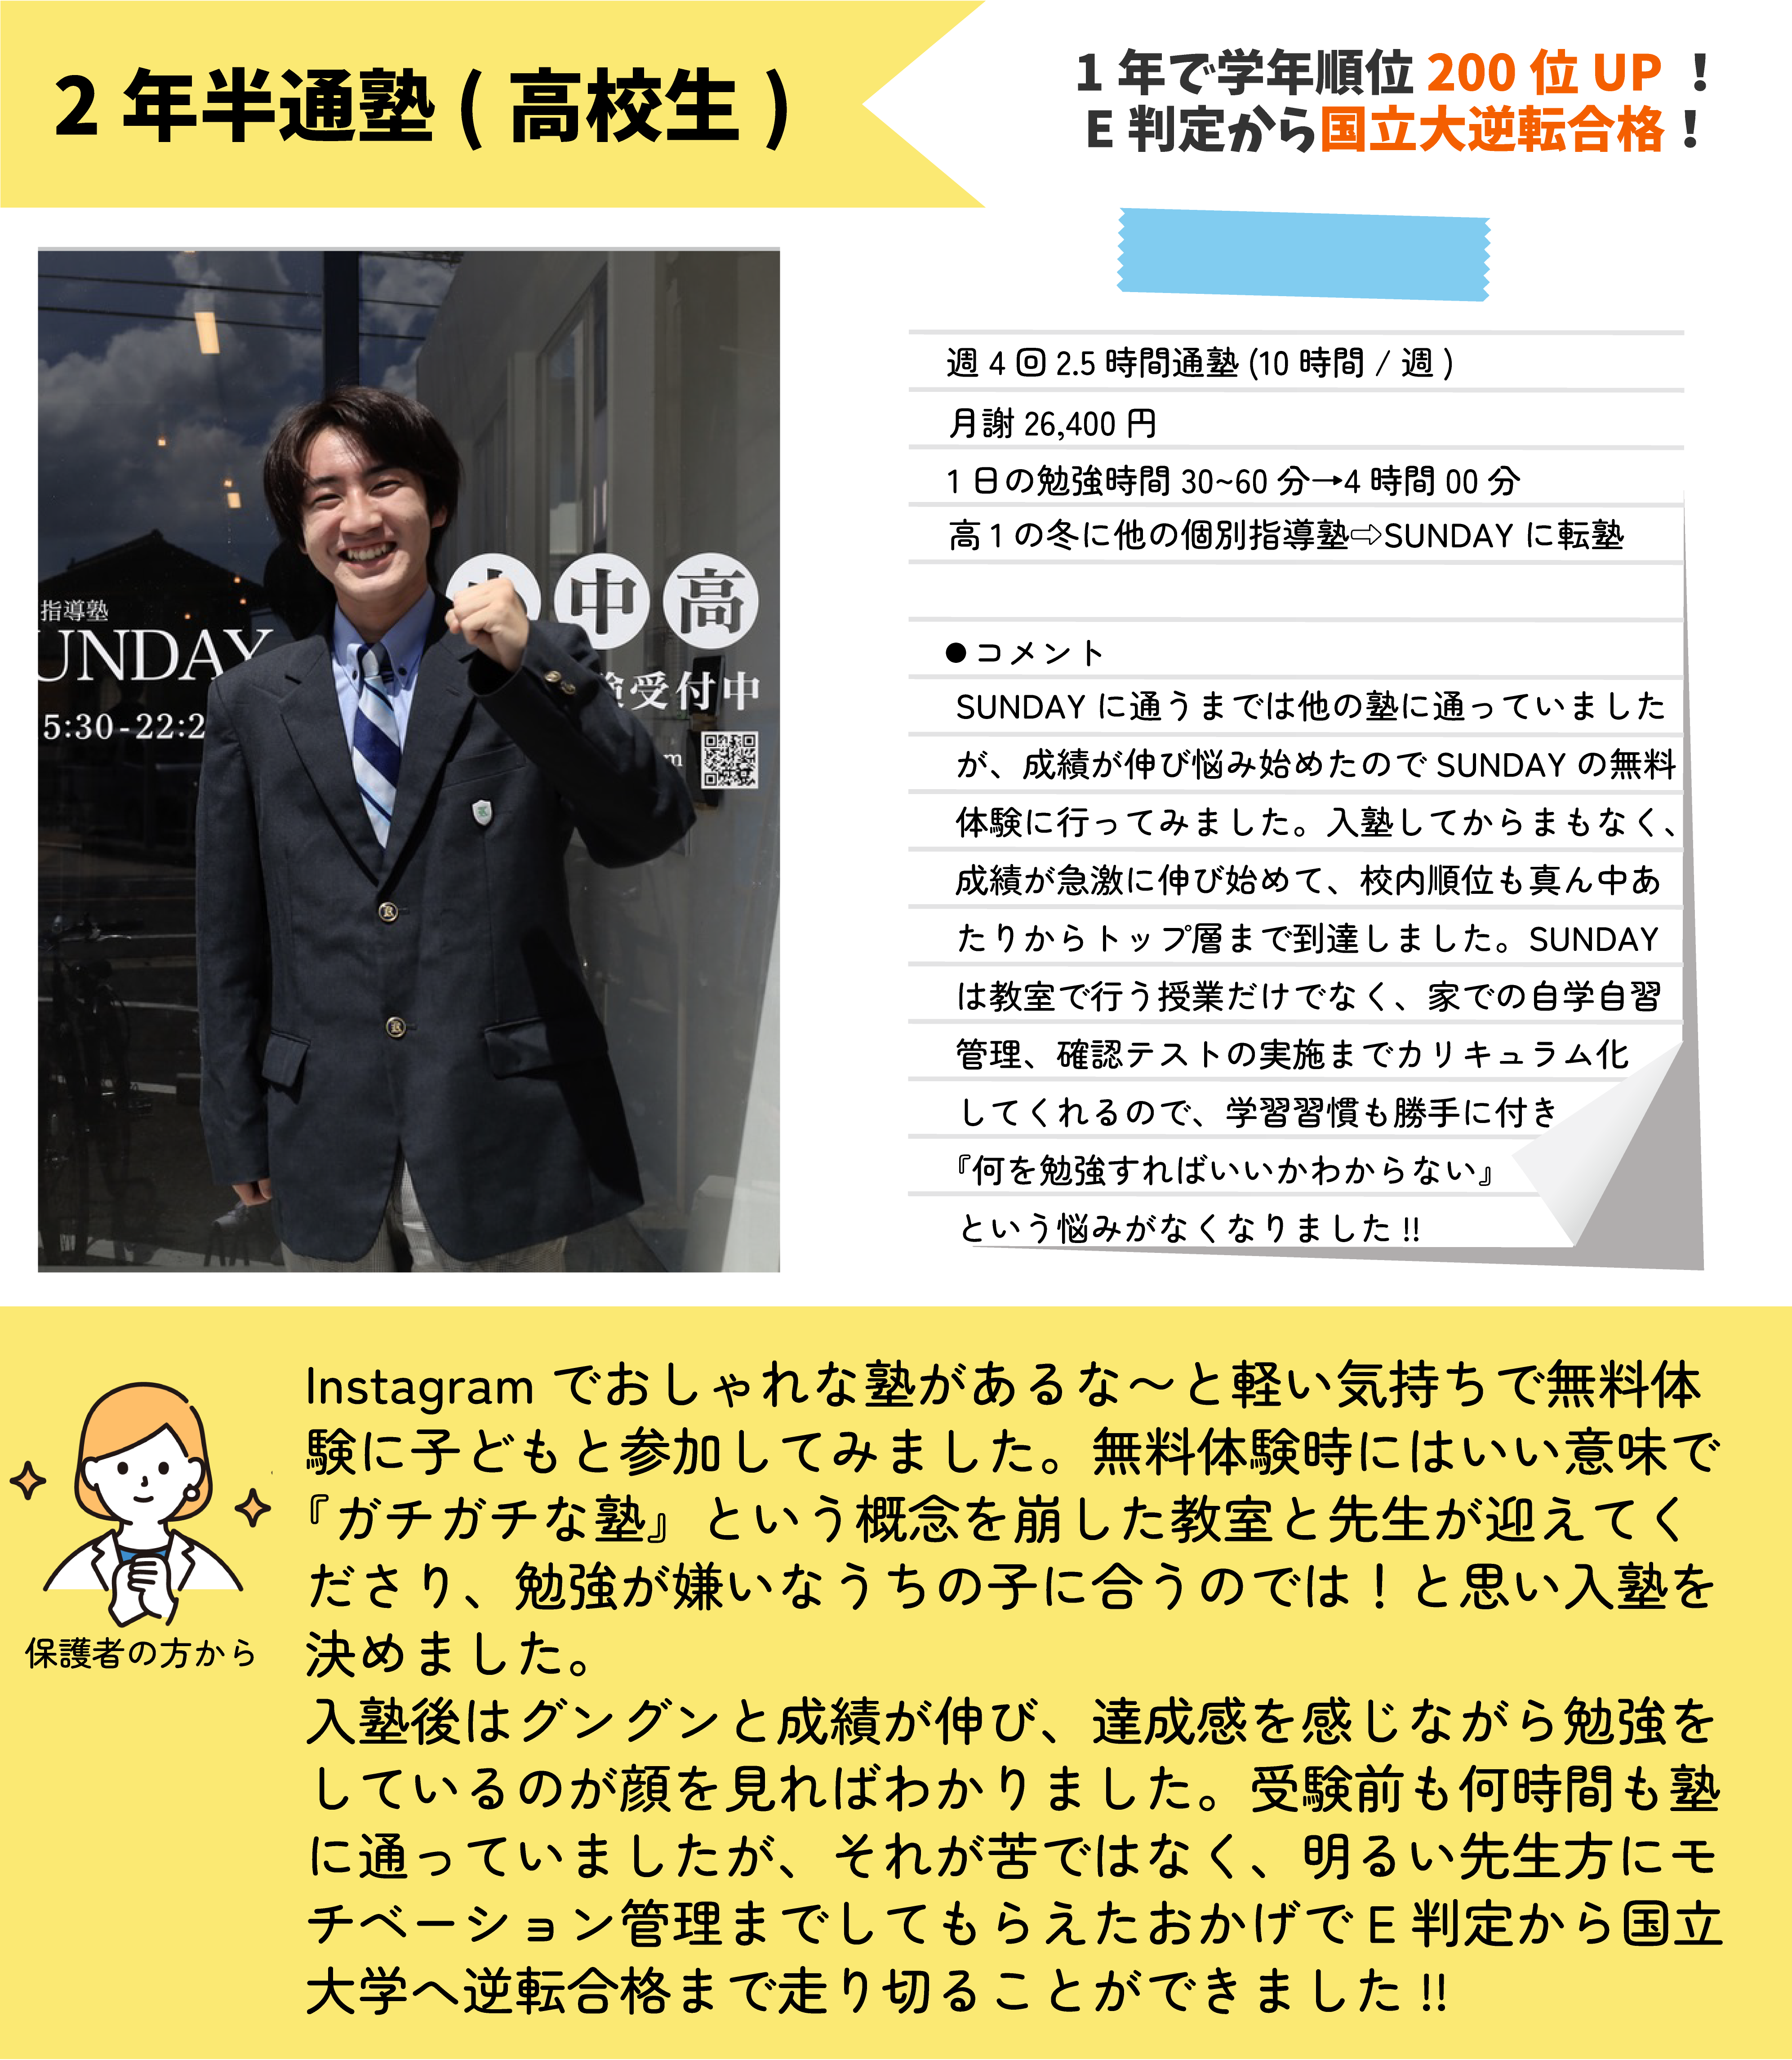 2年半通塾(高校生)
1年で学年順位200位UP！
E判定から国立大逆転合格！
指導塾
UNDAY
5:30-22:2
中 高
験受付中
m
週4回2.5時間通塾(10時間/週)
月謝26,400円
1日の勉強時間30~60分→4時間00分
高1の冬に他の個別指導塾⇨SUNDAYに転塾
●コメント
SUNDAYに通うまでは他の塾に通っていました
が、成績が伸び悩み始めたのでSUNDAYの無料
体験に行ってみました。入塾してからまもなく、
成績が急激に伸び始めて、校内順位も真ん中あ
たりからトップ層まで到達しました。SUNDAY
は教室で行う授業だけでなく、家での自学自習
管理、確認テストの実施までカリキュラム化
してくれるので、学習習慣も勝手に付き
『何を勉強すればいいかわからない』
という悩みがなくなりました!!
保護者の方から
Instagramでおしゃれな塾があるな〜と軽い気持ちで無料体
験に子どもと参加してみました。無料体験時にはいい意味で
『ガチガチな塾』という概念を崩した教室と先生が迎えてく
ださり、勉強が嫌いなうちの子に合うのでは！と思い入塾を
決めました。
入塾後はグングンと成績が伸び、達成感を感じながら勉強を
しているのが顔を見ればわかりました。受験前も何時間も塾
に通っていましたが、それが苦ではなく、明るい先生方にモ
チベーション管理までしてもらえたおかげでE判定から国立
大学へ逆転合格まで走り切ることができました!!